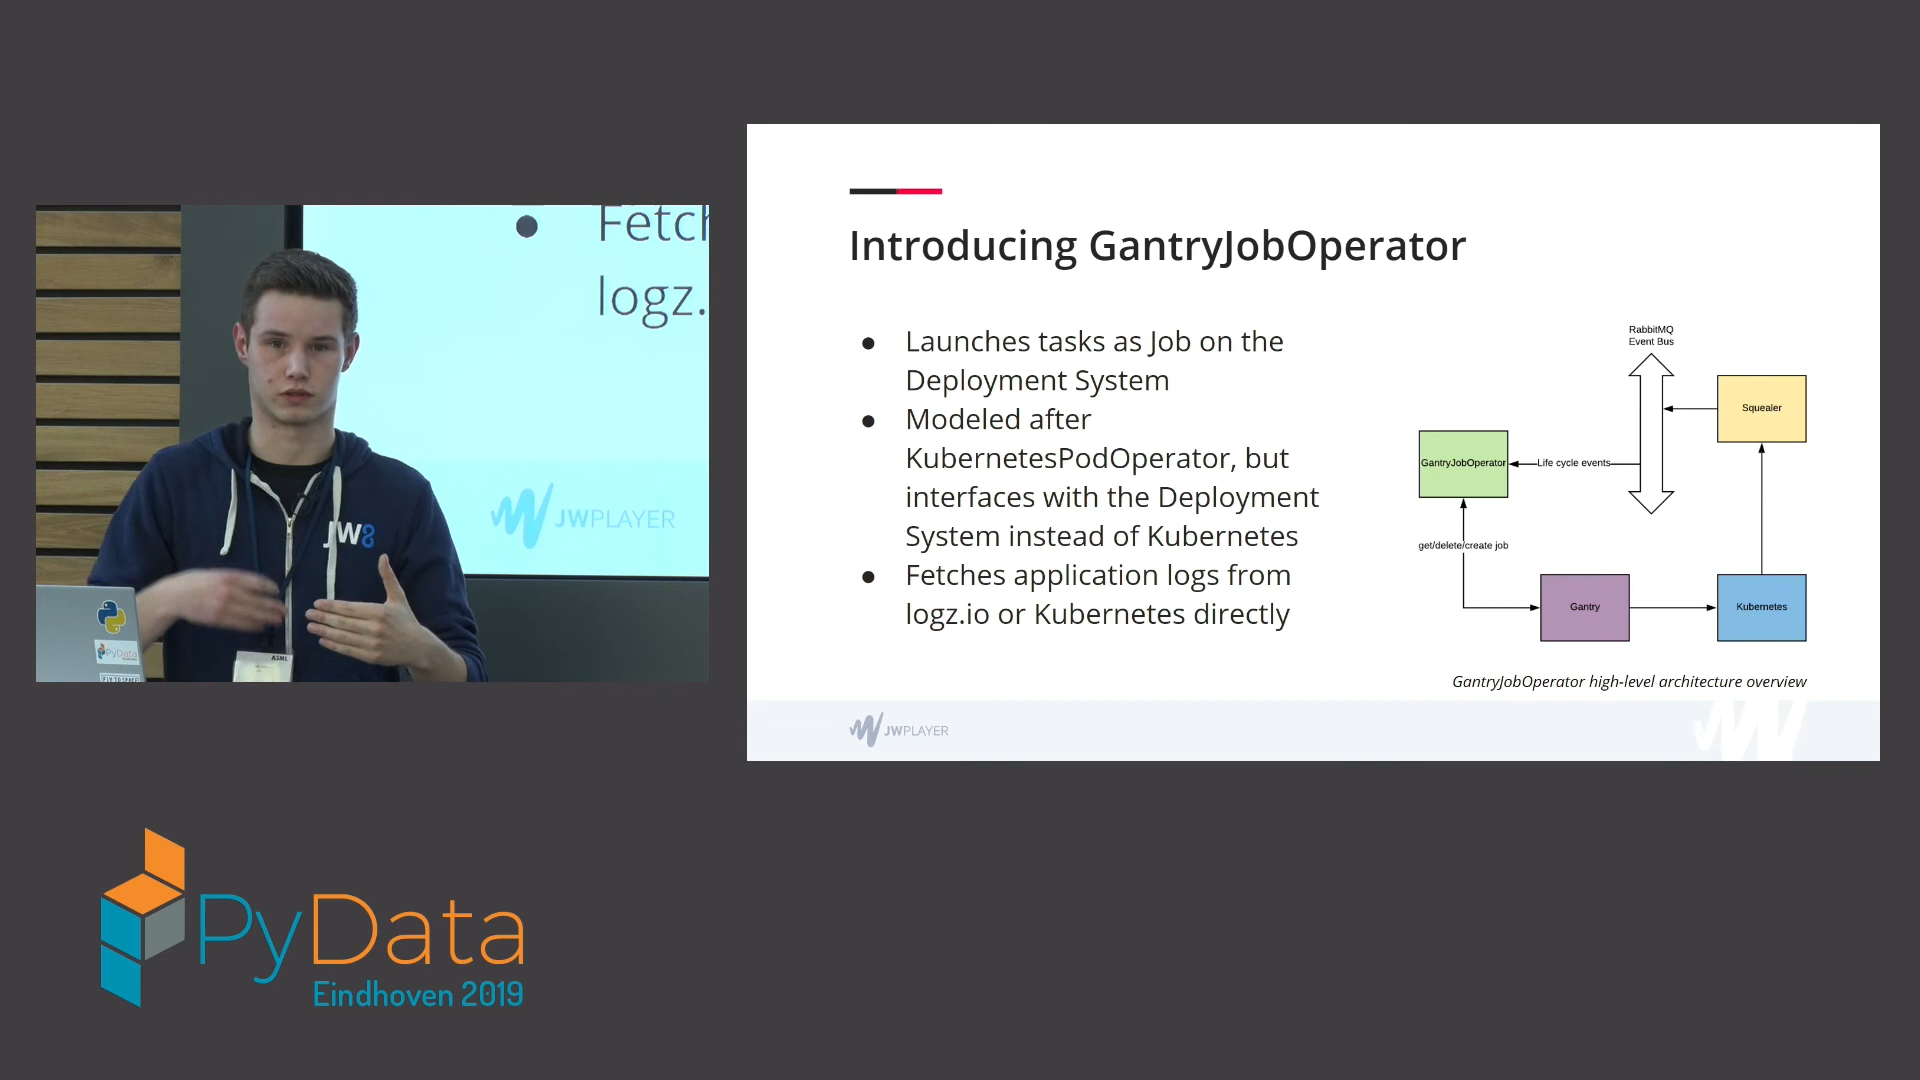 Fetch
logz.
JWPLAYER
JW8
ASML
PyData
Introducing GantryJobOperator
● Launches tasks as Job on the
Deployment System
● Modeled after
KubernetesPodOperator, but
interfaces with the Deployment
System instead of Kubernetes
● Fetches application logs from
logz.io or Kubernetes directly
RabbitMQ
Event Bus
Squealer
GantryJobOperator
Life cycle events
get/delete/create job
Gantry
Kubernetes
GantryJobOperator high-level architecture overview
JWPLAYER
PyData
Eindhoven 2019